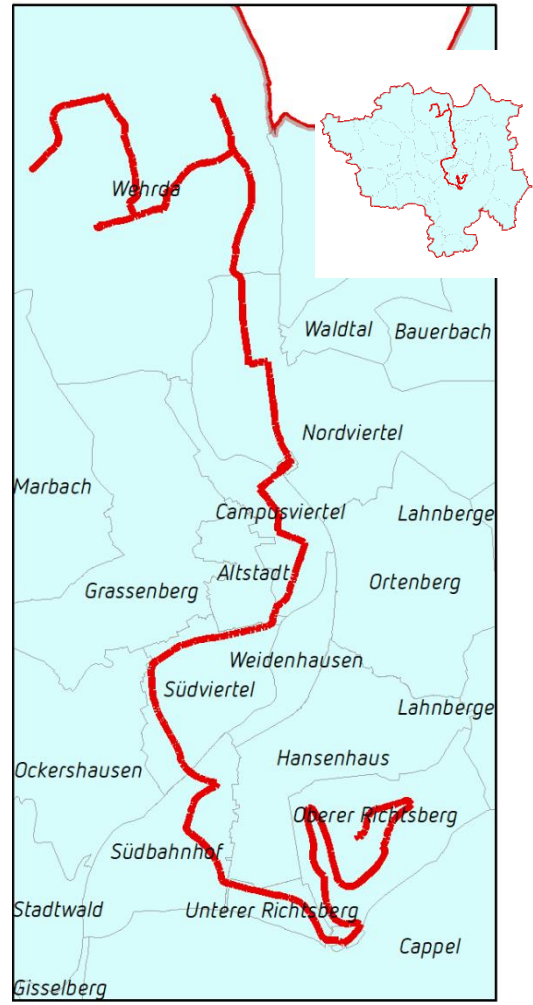 Wehrda
Waldtal
Bauerbach
Nordviertel
Marbach
Campusviertel
Lahnberge
Altstadt
Ortenberg
Grassenberg
Weidenhausen
Südviertel
Lahnberge
Hansenhaus
Ockershausen
Oberer Richtsberg
Südbahnhof
Stadtwald
Unterer Richtsberg
Cappel
Gisselberg